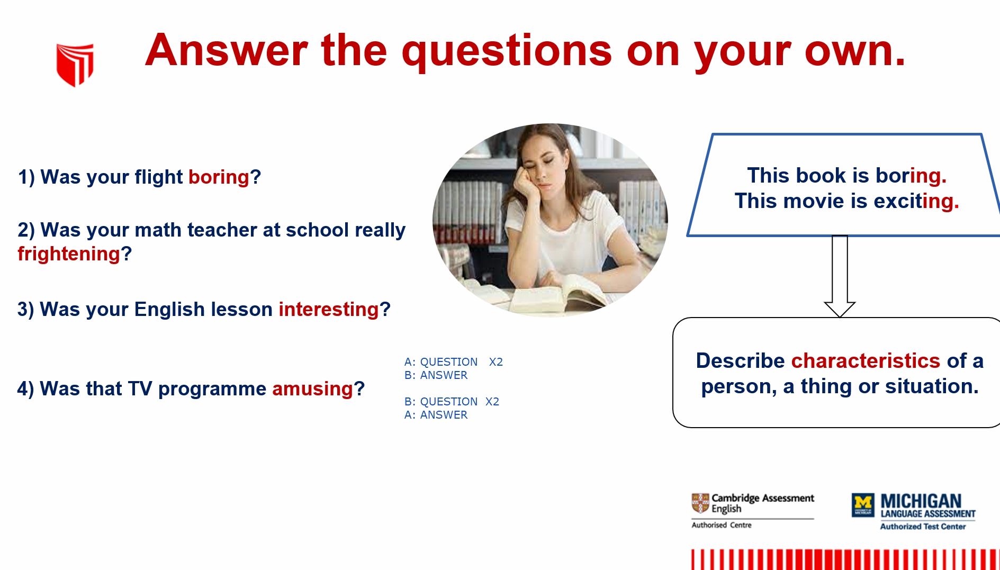 Answer the questions on your own.
1) Was your flight boring?
2) Was your math teacher at school really
frightening?
3) Was your English lesson interesting?
4) Was that TV programme amusing?
A: QUESTION X2
B: ANSWER
B: QUESTION X2
A: ANSWER
This book is boring.
This movie is exciting.
Describe characteristics of a
person, a thing or situation.
Cambridge Assessment
English
Authorised Centre
M
MICHIGAN
LANGUAGE ASSESSMENT
Authorized Test Center